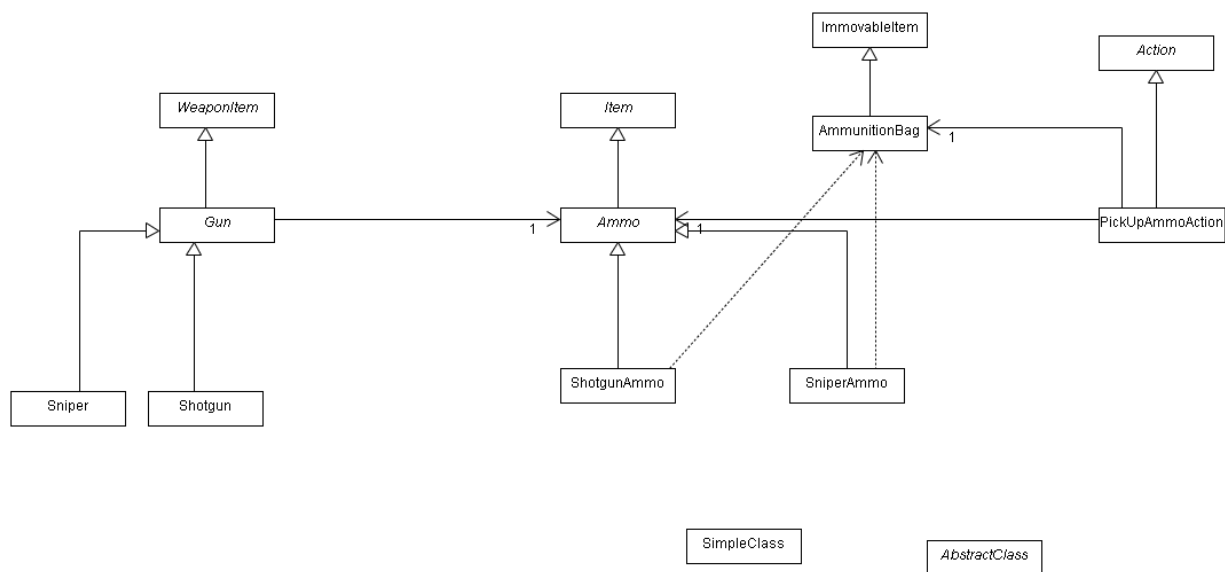 ImmovableItem
Action
WeaponItem
Item
AmmunitionBag
1
Gun
1
Ammo
1
PickUpAmmoAction
Sniper
Shotgun
ShotgunAmmo
SniperAmmo
SimpleClass
AbstractClass